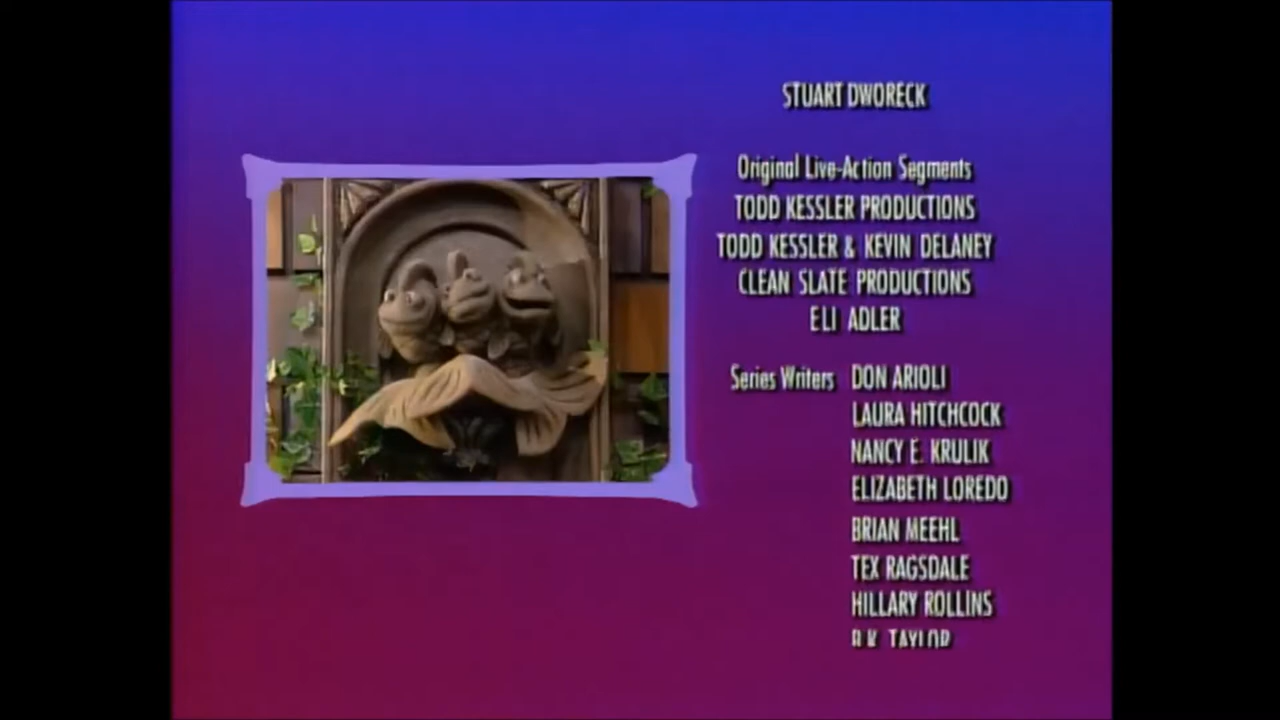 STUART DWORECK
Original Live-Action Segments
TODD KESSLER PRODUCTIONS
TODD KESSLER & KEVIN DELANEY
CLEAN SLATE PRODUCTIONS
ELI ADLER
Series Writers DON ARIOLI
LAURA HITCHCOCK
NANCY E. KRULIK
ELIZABETH LOREDO
BRIAN MEEHL
TEX RAGSDALE
HILLARY ROLLINS
TAYLOR